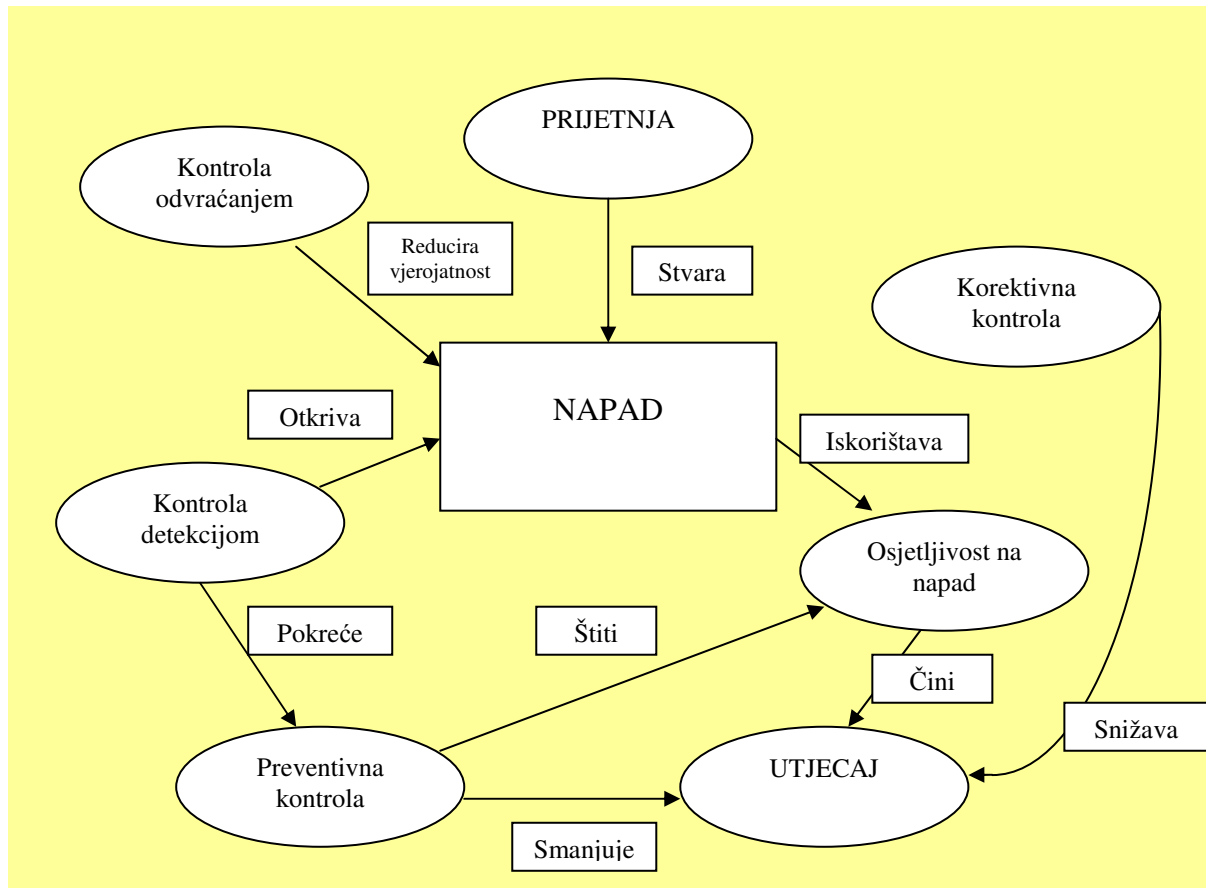 PRIJETNJA
Kontrola
odvraćanjem
Reducira
vjerojatnost
Stvara
Korektivna
kontrola
NAPAD
Otkriva
Iskorištava
Kontrola
detekcijom
Osjetljivost na
napad
Pokreće
Štiti
Čini
Snižava
Preventivna
kontrola
UTJECAJ
Smanjuje